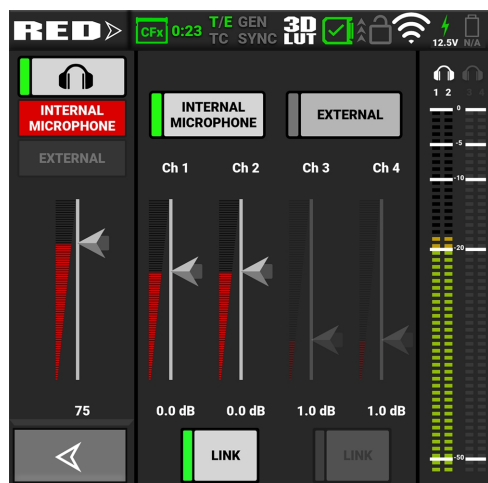 RED
CFx 0:23 T/E GEN 3D
TC SYNC LUT
12.5V N/A
INTERNAL
MICROPHONE
EXTERNAL
INTERNAL
MICROPHONE
EXTERNAL
Ch 1 Ch 2 Ch 3 Ch 4
75
0.0 dB 0.0 dB 1.0 dB 1.0 dB
LINK
LINK
1 2 3 4
0
-5
-10
-20
-50